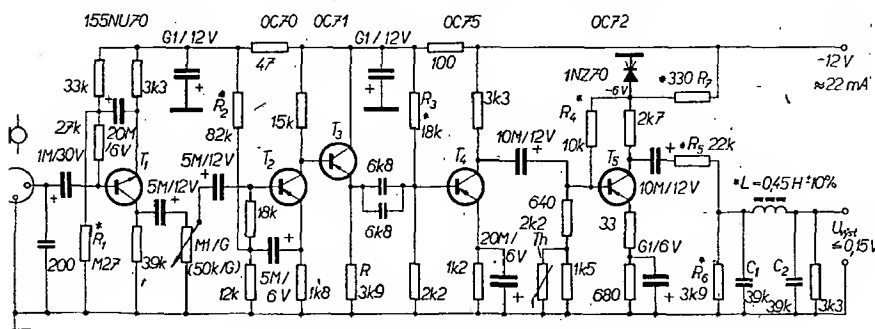 155NU70
OC70
OC71
OC75
OC72
G1/12V
47
G1/12V
100
1NZ70
-6V
*330 R7
-12V
≈22 mA
33k
3k3
R2*
82k
15k
R3
*
18k
3k3
R4*
10k
2k7
27k
20M
/6V
1M/30V
T1
5M/12V
5M/12V
T2
T3
6k8
6k8
T4
10M/12V
T5
*R5 22k
10M/12V
*L=0,45H±10%
18k
640
2k2
33
*R1
M27
200
39k
M1/G
(50k/G)
12k
5M/
6V
1k8
R
3k9
2k2
1k2
20M/
6V
Th
1k5
680
G1/6V
*R6
3k9
C1
39k
C2
39k
3k3
Uvýst
≤0,15V